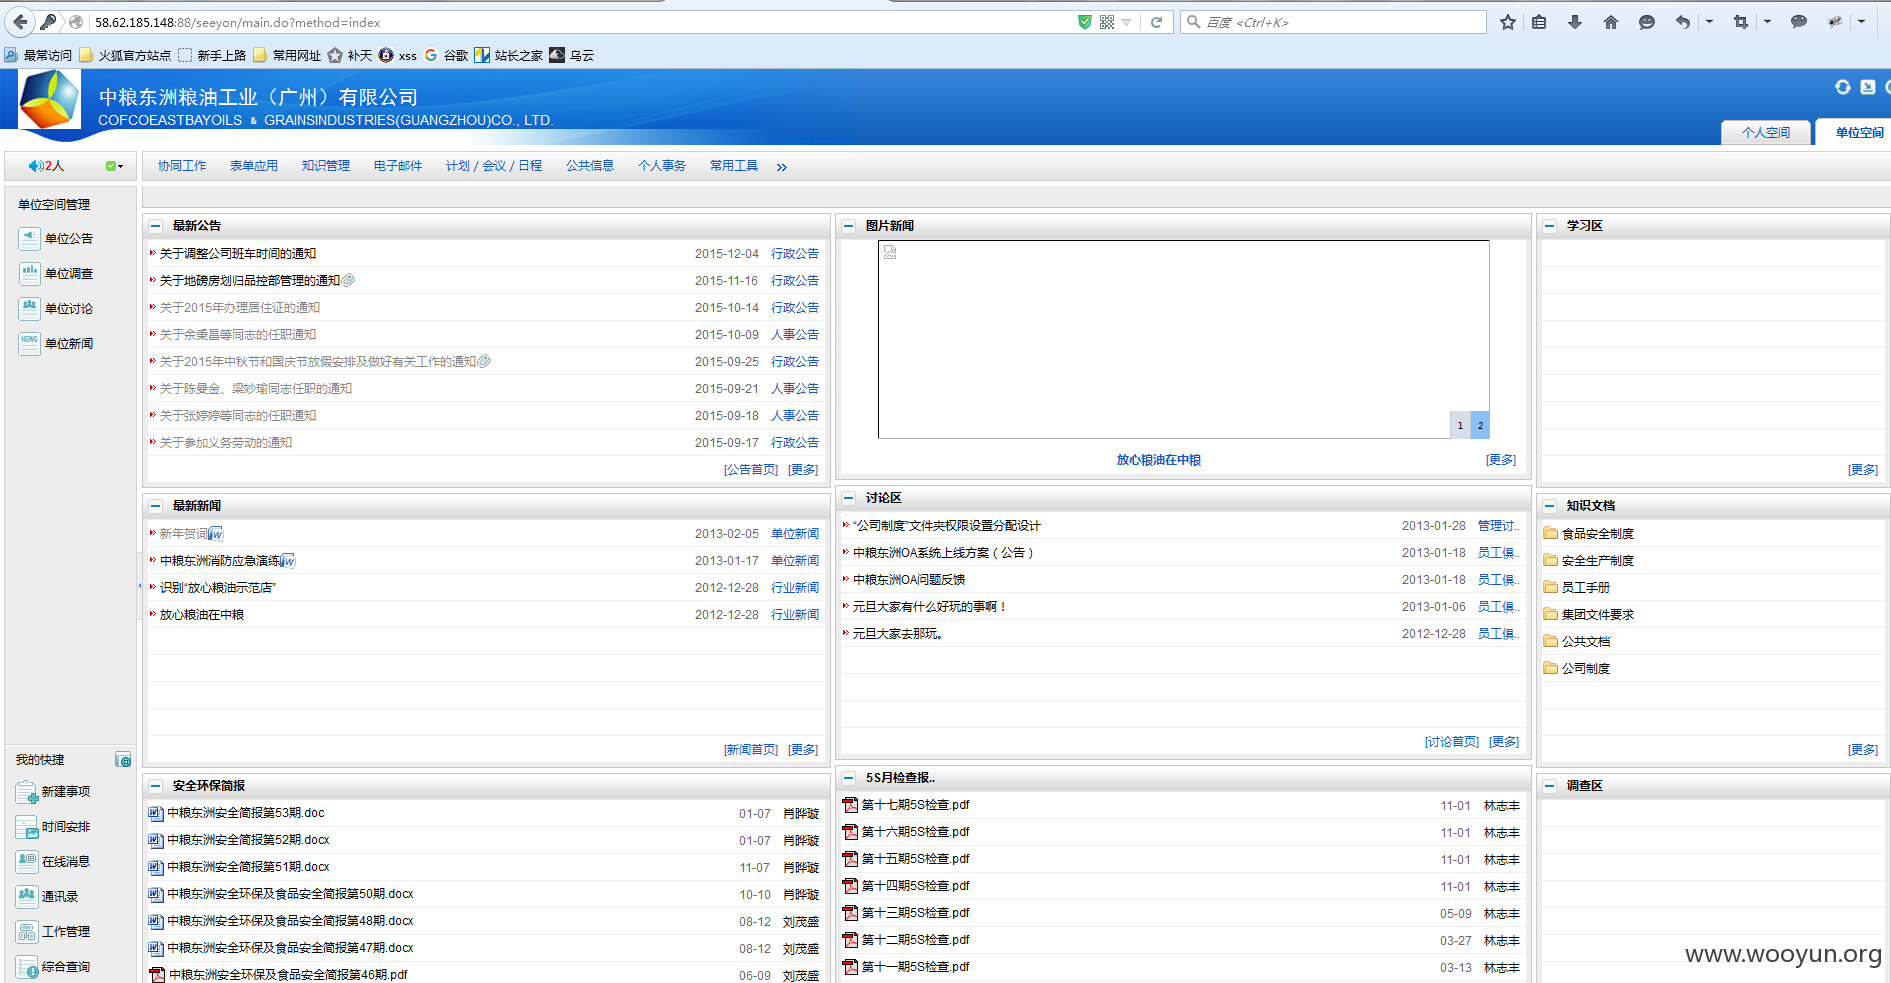 58.62.185.148:88/seeyon/main.do?method=index
百度 <Ctrl+K>
最常访问 火狐官方站点 新手上路 常用网址 补天 xss 谷歌 站长之家 乌云
中粮东洲粮油工业（广州）有限公司
COFCOEASTBAYOILS & GRAINSINDUSTRIES(GUANGZHOU)CO., LTD.
个人空间 单位空间
2人
协同工作 表单应用 知识管理 电子邮件 计划 / 会议 / 日程 公共信息 个人事务 常用工具 »
单位空间管理
单位公告
单位调查
单位讨论
单位新闻
我的快捷
新建事项
时间安排
在线消息
通讯录
工作管理
综合查询
最新公告
关于调整公司班车时间的通知 2015-12-04 行政公告
关于地磅房划归品控部管理的通知 2015-11-16 行政公告
关于2015年办理居住证的通知 2015-10-14 行政公告
关于余秉昌等同志的任职通知 2015-10-09 人事公告
关于2015年中秋节和国庆节放假安排及做好有关工作的通知 2015-09-25 行政公告
关于陈曼金、梁妙瑜同志任职的通知 2015-09-21 人事公告
关于张婷婷等同志的任职通知 2015-09-18 人事公告
关于参加义务劳动的通知 2015-09-17 行政公告
[公告首页] [更多]
最新新闻
新年贺词 2013-02-05 单位新闻
中粮东洲消防应急演练 2013-01-17 单位新闻
识别“放心粮油示范店” 2012-12-28 行业新闻
放心粮油在中粮 2012-12-28 行业新闻
[新闻首页] [更多]
安全环保简报
中粮东洲安全简报第53期.doc 01-07 肖晔璇
中粮东洲安全简报第52期.docx 01-07 肖晔璇
中粮东洲安全简报第51期.docx 11-07 肖晔璇
中粮东洲安全环保及食品安全简报第50期.docx 10-10 肖晔璇
中粮东洲安全环保及食品安全简报第48期.docx 08-12 刘茂盛
中粮东洲安全环保及食品安全简报第47期.docx 08-12 刘茂盛
中粮东洲安全环保及食品安全简报第46期.pdf 06-09 刘茂盛
图片新闻
1 2
放心粮油在中粮 [更多]
讨论区
“公司制度”文件夹权限设置分配设计 2013-01-28 管理讨..
中粮东洲OA系统上线方案（公告） 2013-01-18 员工俱..
中粮东洲OA问题反馈 2013-01-18 员工俱..
元旦大家有什么好玩的事啊！ 2013-01-06 员工俱..
元旦大家去那玩。 2012-12-28 员工俱..
[讨论首页] [更多]
5S月检查报..
第十七期5S检查.pdf 11-01 林志丰
第十六期5S检查.pdf 11-01 林志丰
第十五期5S检查.pdf 11-01 林志丰
第十四期5S检查.pdf 11-01 林志丰
第十三期5S检查.pdf 05-09 林志丰
第十二期5S检查.pdf 03-27 林志丰
第十一期5S检查.pdf 03-13 林志丰
学习区
[更多]
知识文档
食品安全制度
安全生产制度
员工手册
集团文件要求
公共文档
公司制度
[更多]
调查区
www.wooyun.org